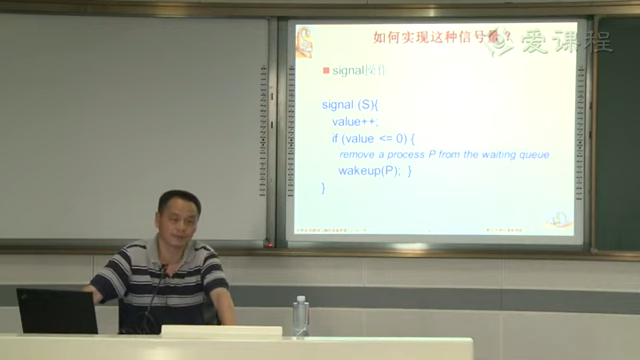 如何实现这种信号量？
爱课程
signal操作
signal (S){
value++;
if (value <= 0) {
remove a process P from the waiting queue
wakeup(P); }
}